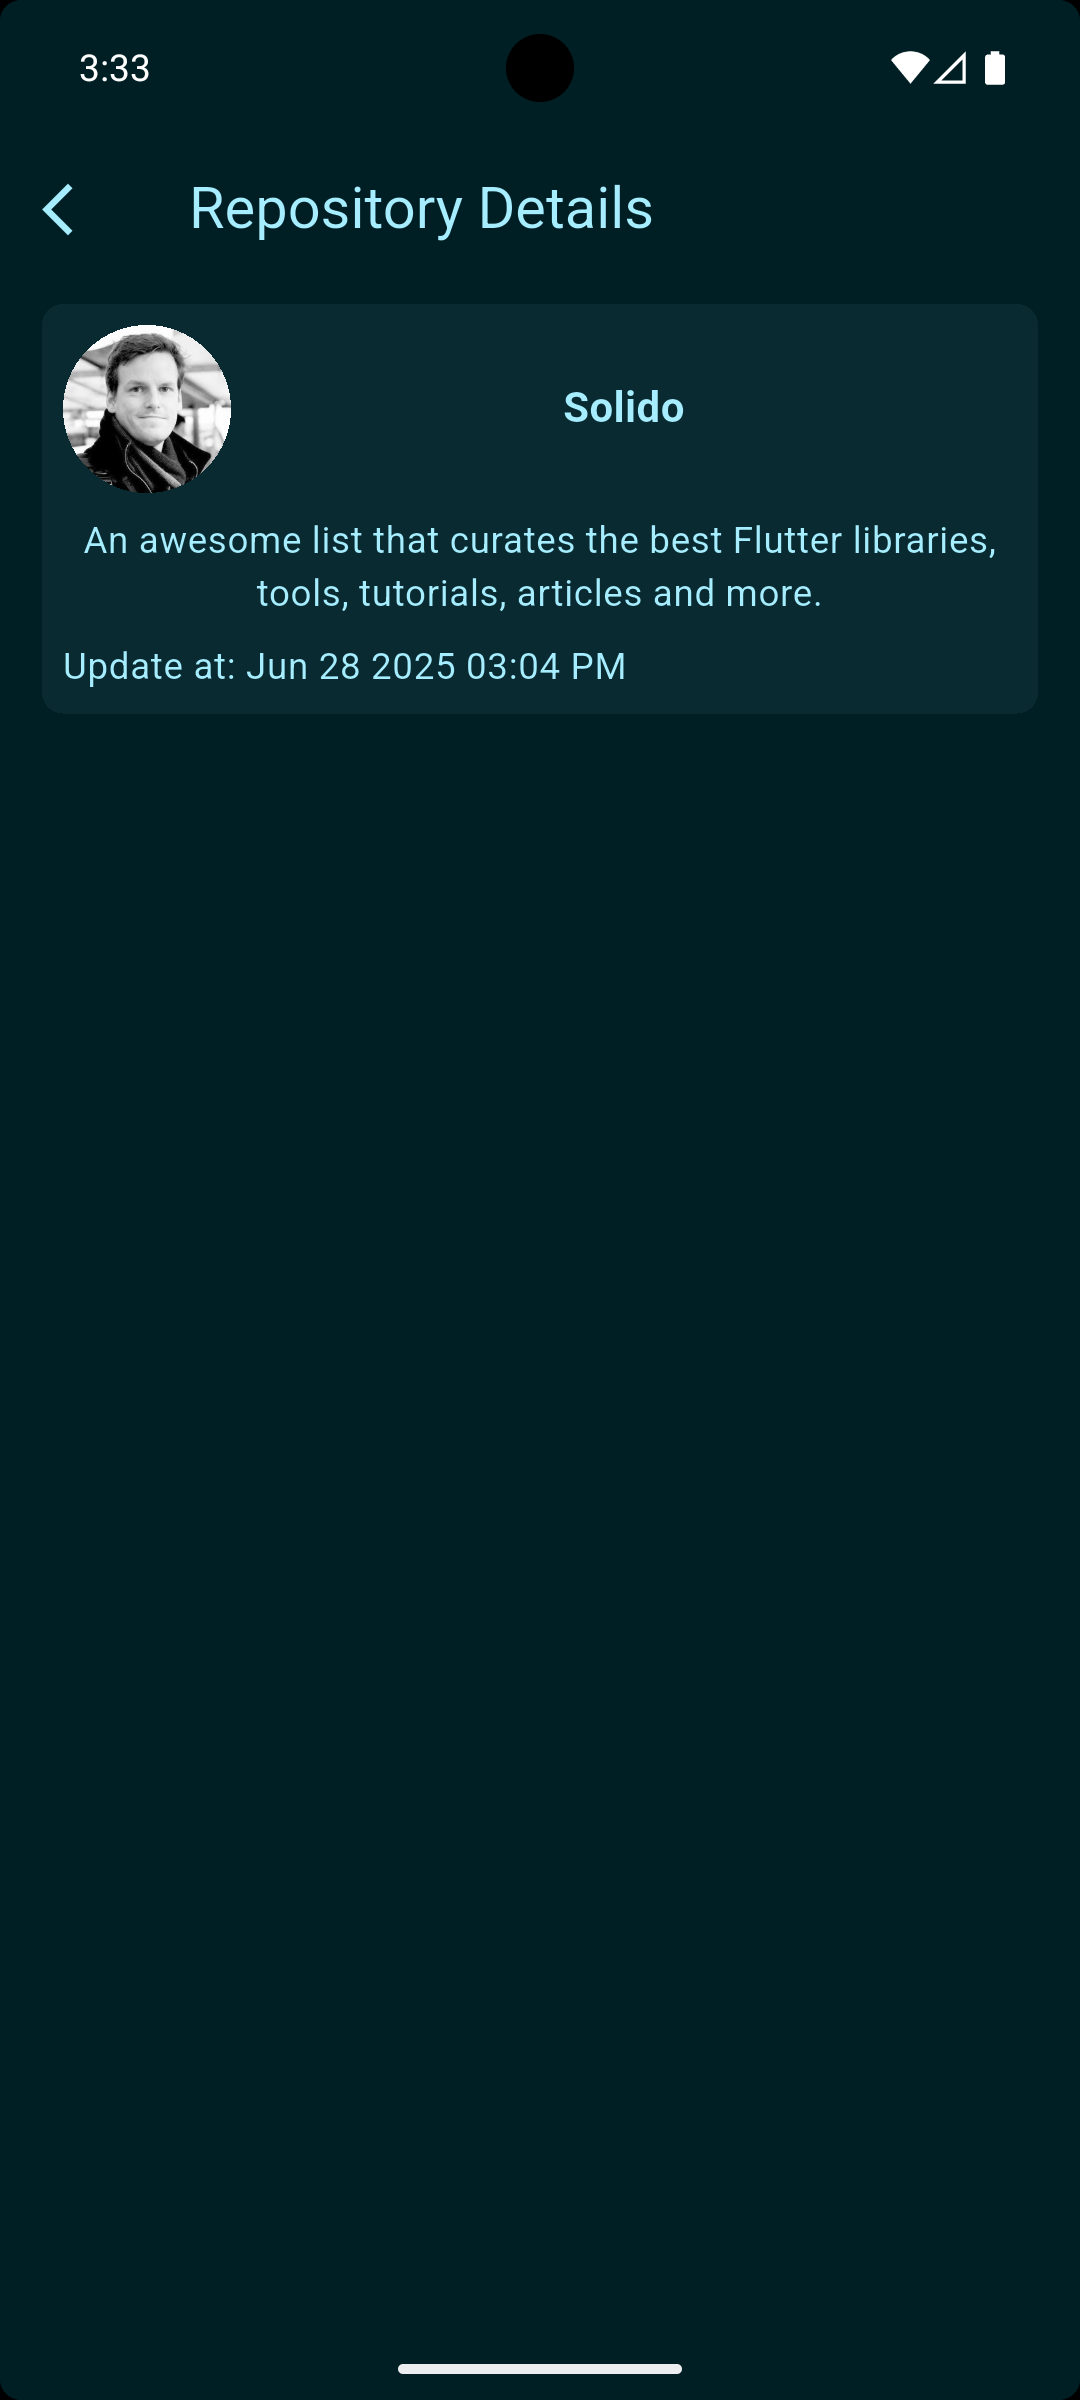 3:33
Repository Details
Solido
An awesome list that curates the best Flutter libraries,
tools, tutorials, articles and more.
Update at: Jun 28 2025 03:04 PM